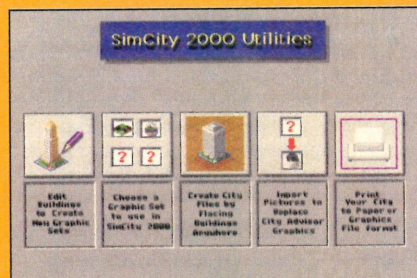 SimCity 2000 Utilities
?
? ?
Edit
Buildings
to Create
New Graphic
Sets
Choose a
Graphic Set
to use in
SimCity 2000
Create City
Files by
Placing
Buildings
Anywhere
Import
Pictures to
Replace
City Advisor
Graphics
Print
Your City
to Paper or
Graphics
File Format